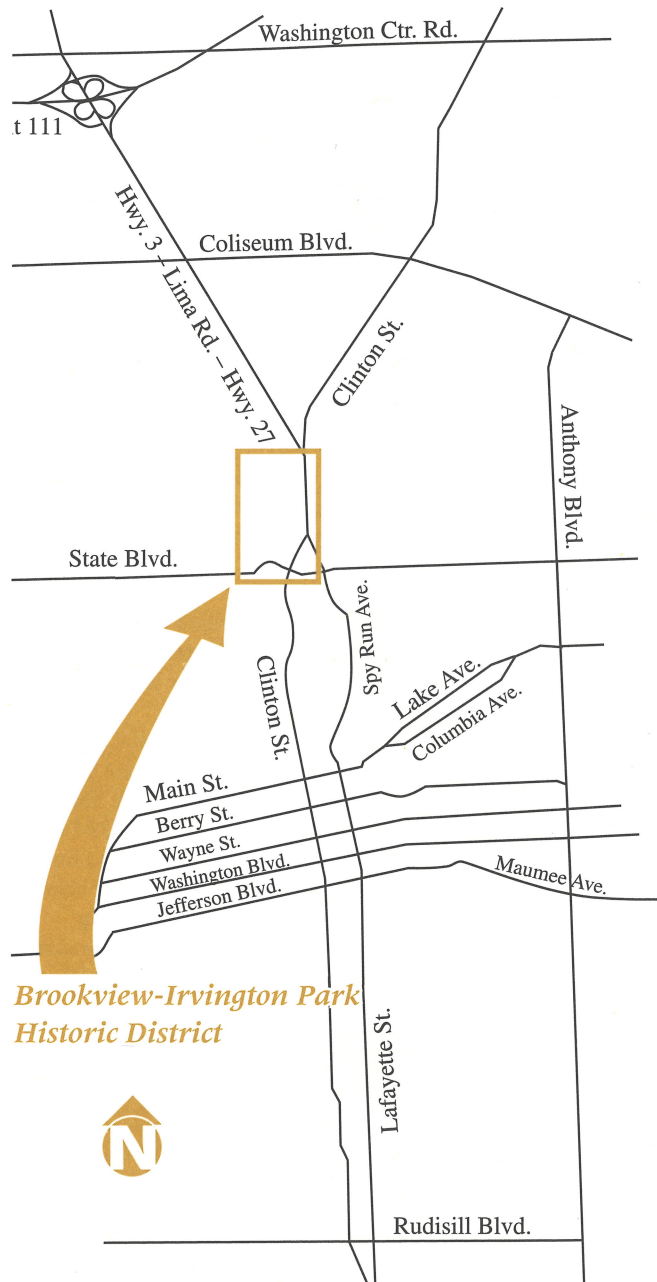 Washington Ctr. Rd.
t 111
Hwy. 3 – Lima Rd. – Hwy. 27
Coliseum Blvd.
Clinton St.
Anthony Blvd.
State Blvd.
Spy Run Ave.
Clinton St.
Lake Ave.
Columbia Ave.
Main St.
Berry St.
Wayne St.
Washington Blvd.
Jefferson Blvd.
Maumee Ave.
Brookview-Irvington Park
Historic District
Lafayette St.
N
Rudisill Blvd.